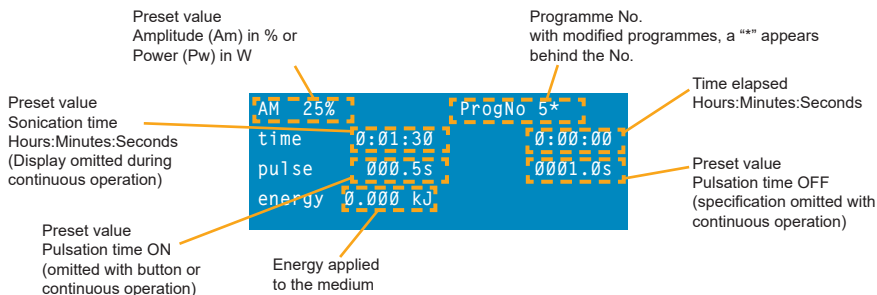 Preset value
Amplitude (Am) in % or
Power (Pw) in W
Programme No.
with modified programmes, a “*” appears
behind the No.
Time elapsed
Hours:Minutes:Seconds
Preset value
Sonication time
Hours:Minutes:Seconds
(Display omitted during
continuous operation)
AM 25% ProgNo 5*
time 0:01:30 0:00:00
pulse 000.5s 0001.0s
energy 0.000 kJ
Preset value
Pulsation time OFF
(specification omitted with
continuous operation)
Preset value
Pulsation time ON
(omitted with button or
continuous operation)
Energy applied
to the medium